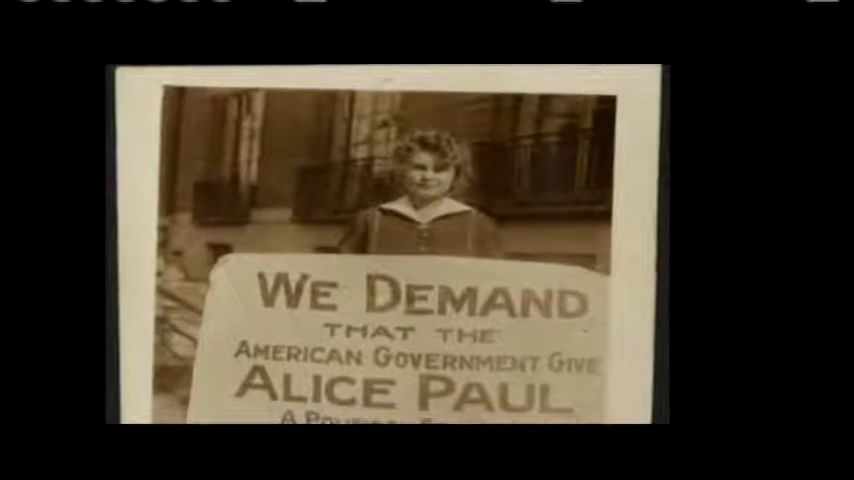 WE DEMAND
THAT THE
AMERICAN GOVERNMENT GIVE
ALICE PAUL
A